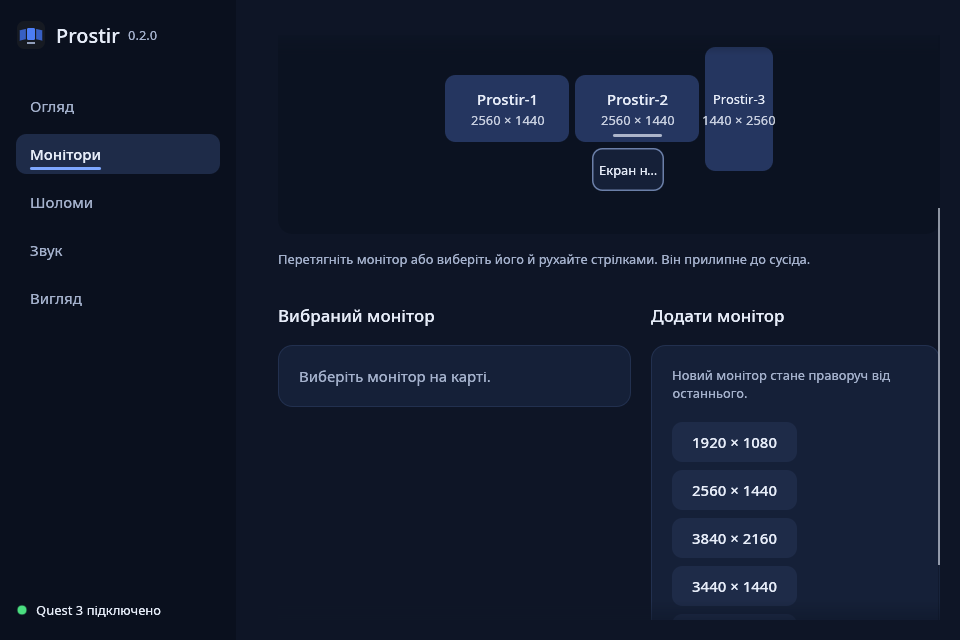 Prostir 0.2.0
Огляд
Монітори
Шоломи
Звук
Вигляд
Quest 3 підключено
Prostir-1
2560 × 1440
Prostir-2
2560 × 1440
Prostir-3
1440 × 2560
Екран н...
Перетягніть монітор або виберіть його й рухайте стрілками. Він прилипне до сусіда.
Вибраний монітор
Виберіть монітор на карті.
Додати монітор
Новий монітор стане праворуч від
останнього.
1920 × 1080
2560 × 1440
3840 × 2160
3440 × 1440